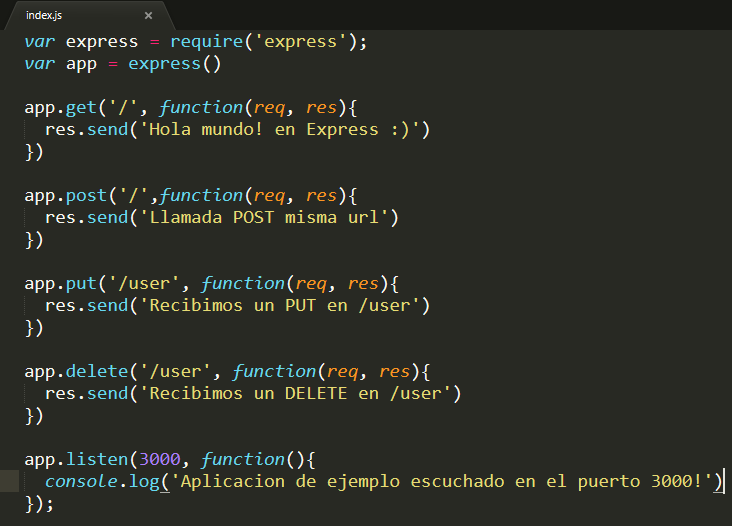 index.js
var express = require('express');
var app = express()
app.get('/', function(req, res){
res.send('Hola mundo! en Express :)')
})
app.post('/',function(req, res){
res.send('Llamada POST misma url')
})
app.put('/user', function(req, res){
res.send('Recibimos un PUT en /user')
})
app.delete('/user', function(req, res){
res.send('Recibimos un DELETE en /user')
})
app.listen(3000, function(){
console.log('Aplicacion de ejemplo escuchado en el puerto 3000!')
});